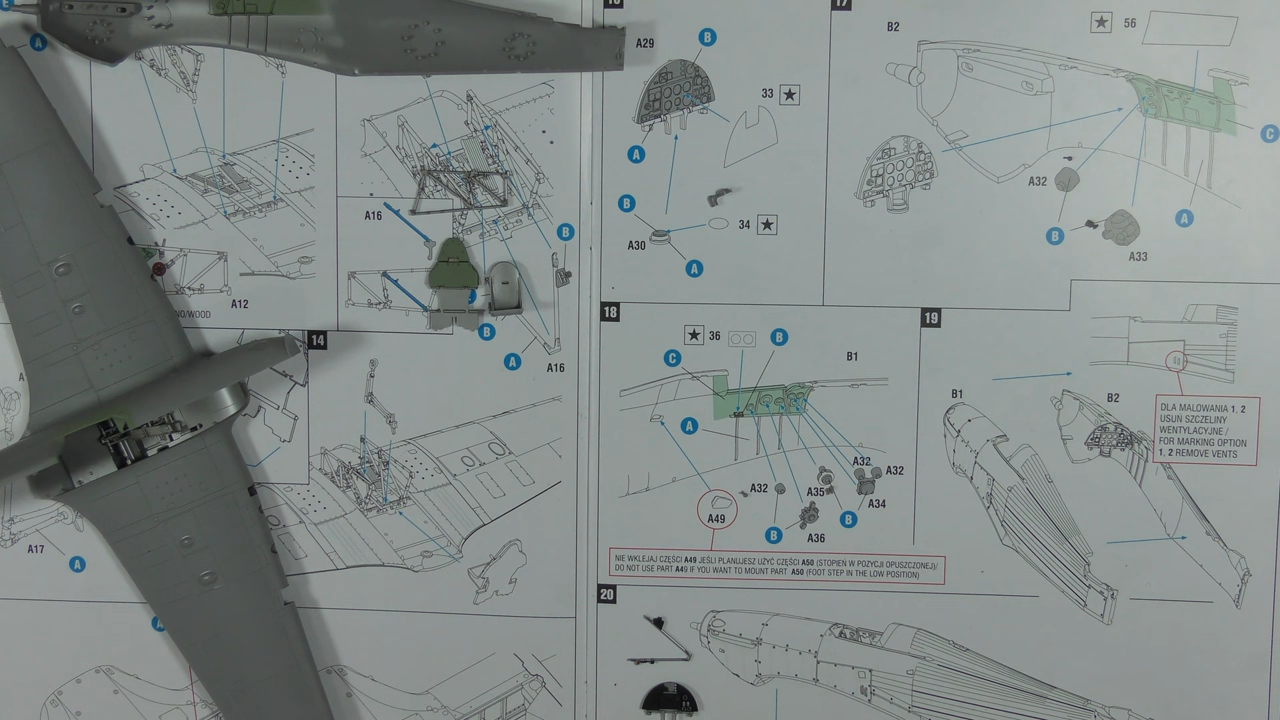 A
A12
NO/WOOD
A16
B
B
A
A16
14
A17
A
A
A29
B
33
A
B
34
A30
A
17
B2
56
C
A32
B
A
A33
18
36
B
C
B1
A
A32
A32
A32
A35
A34
A49
B
B
A36
NIE WKLEJAJ CZĘŚCI A49 JEŚLI PLANUJESZ UŻYĆ CZĘŚCI A50 (STOPIEŃ W POZYCJI OPUSZCZONEJ)/
DO NOT USE PART A49 IF YOU WANT TO MOUNT PART A50 (FOOT STEP IN THE LOW POSITION)
19
B1
B2
DLA MALOWANIA 1, 2
USUŃ SZCZELINY
WENTYLACYJNE /
FOR MARKING OPTION
1, 2 REMOVE VENTS
20